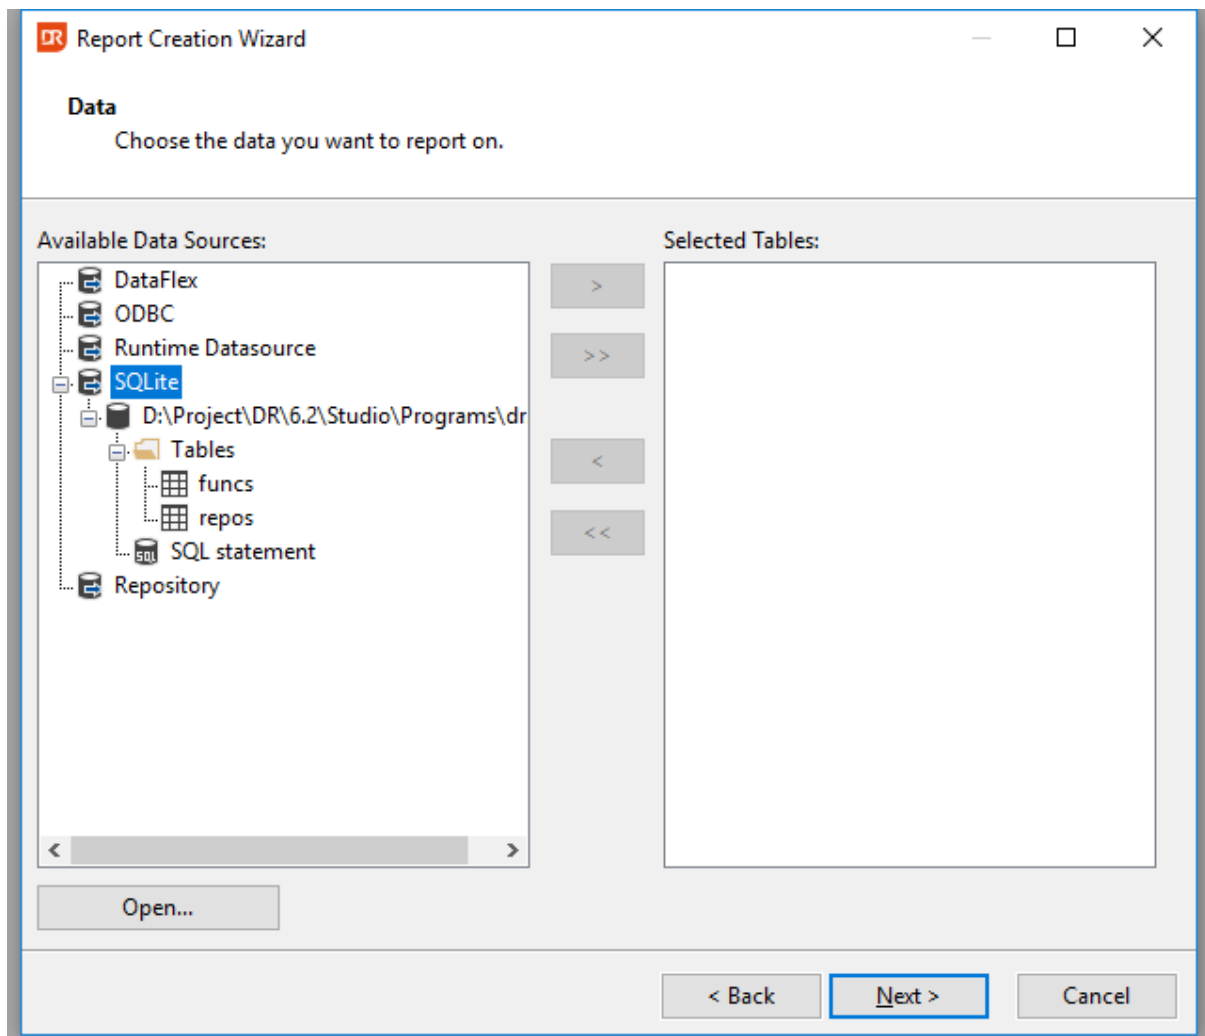 DR Report Creation Wizard
Data
Choose the data you want to report on.
Available Data Sources:
Selected Tables:
DataFlex
ODBC
Runtime Datasource
SQLite
D:\Project\DR\6.2\Studio\Programs\dr
Tables
funcs
repos
SQL SQL statement
Repository
>
>>
<
<<
Open...
< Back
Next >
Cancel